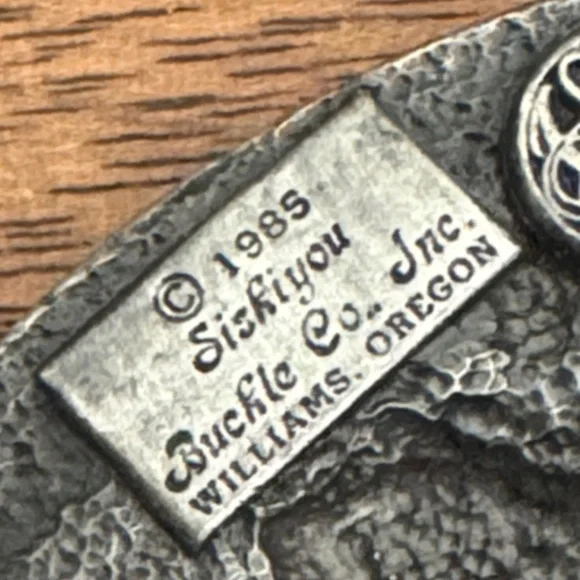 © 1985
Siskiyou
Buckle Co., Inc.
WILLIAMS, OREGON